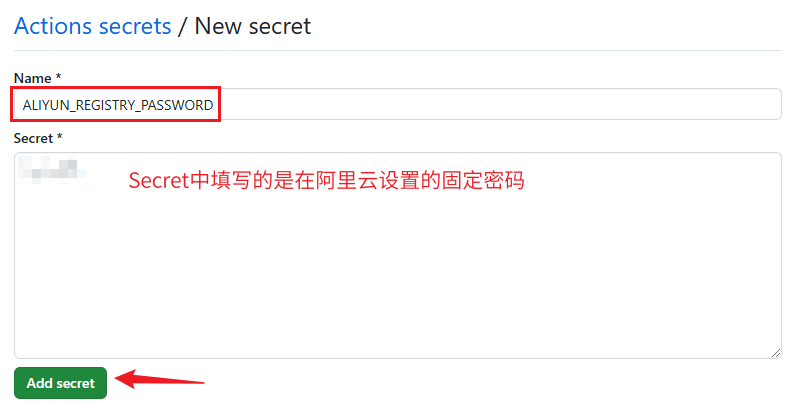 Actions secrets / New secret
Name *
ALIYUN_REGISTRY_PASSWORD
Secret *
Secret中填写的是在阿里云设置的固定密码
Add secret